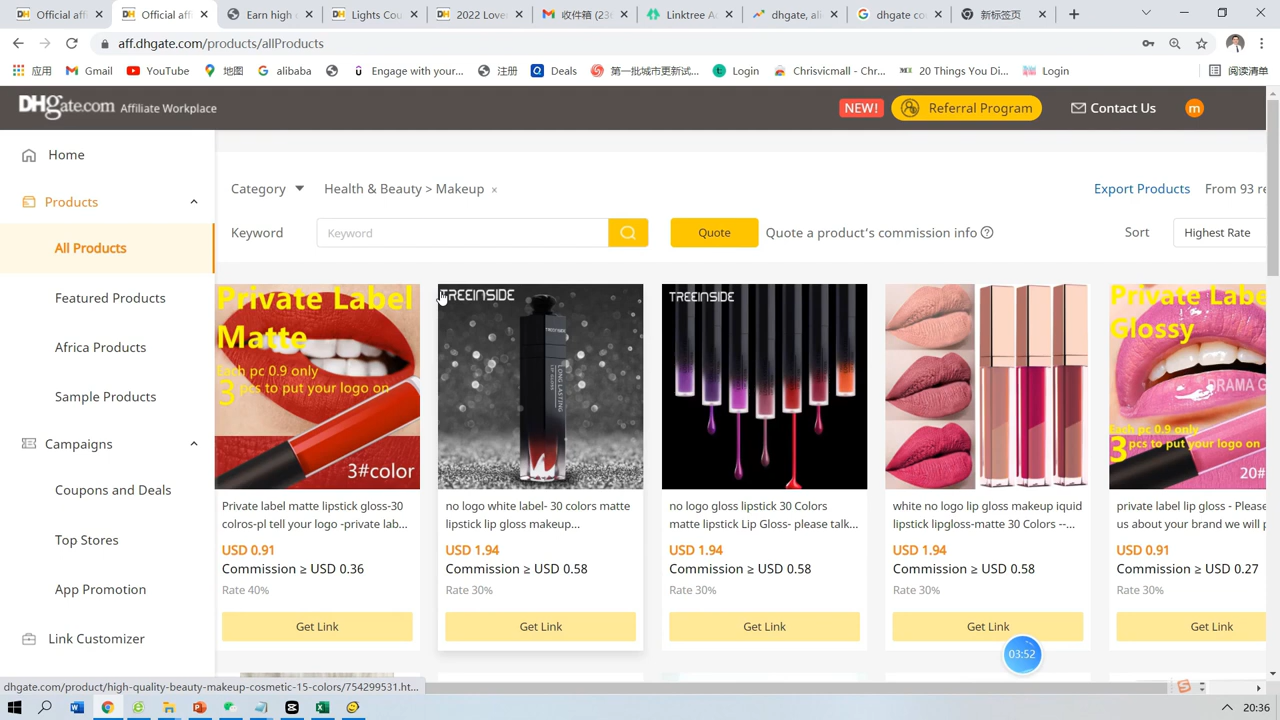 Official aff
Official aff
Earn high
Lights Cou
2022 Lover
收件箱 (23
Linktree Ad
dhgate, ali
dhgate co
新标签页
aff.dhgate.com/products/allProducts
应用
Gmail
YouTube
地图
alibaba
Engage with your...
注册
Deals
第一批城市更新试...
Login
Chrisvicmall - Chr...
20 Things You Di...
Login
阅读清单
DHgate.com Affiliate Workplace
NEW!
Referral Program
Contact Us
m
Home
Products
All Products
Featured Products
Africa Products
Sample Products
Campaigns
Coupons and Deals
Top Stores
App Promotion
Link Customizer
Category
Health & Beauty > Makeup ×
Export Products
From 93 re
Keyword
Keyword
Quote
Quote a product's commission info
Sort
Highest Rate
Private Label
Matte
Each pc 0.9 only
3 pcs to put your logo on
3#color
Private label matte lipstick gloss-30
colros-pl tell your logo -private lab...
USD 0.91
Commission ≥ USD 0.36
Rate 40%
Get Link
TREEINSIDE
TREEINSIDE
LONG LASTING
LIP GLOSS
no logo white label- 30 colors matte
lipstick lip gloss makeup...
USD 1.94
Commission ≥ USD 0.58
Rate 30%
Get Link
TREEINSIDE
no logo gloss lipstick 30 Colors
matte lipstick Lip Gloss- please talk...
USD 1.94
Commission ≥ USD 0.58
Rate 30%
Get Link
white no logo lip gloss makeup iquid
lipstick lipgloss-matte 30 Colors --...
USD 1.94
Commission ≥ USD 0.58
Rate 30%
Get Link
Private Labe
Glossy
DRAMA G
Each pc 0.9 only
3 pcs to put your logo on
20#
private label lip gloss - Please
us about your brand we will p
USD 0.91
Commission ≥ USD 0.27
Rate 30%
Get Link
03:52
dhgate.com/product/high-quality-beauty-makeup-cosmetic-15-colors/754299531.ht...
20:36